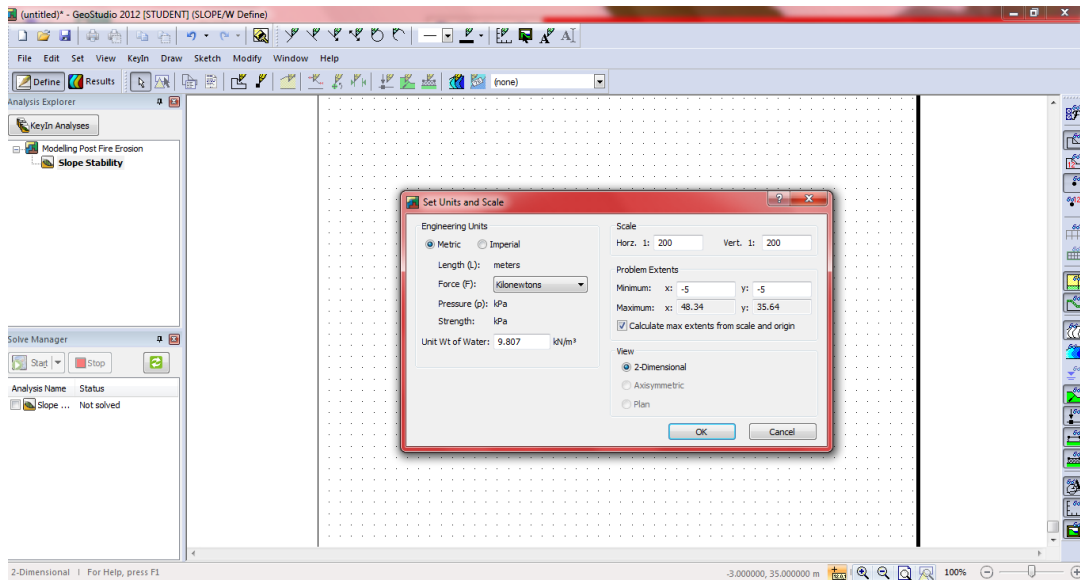 (untitled)* - GeoStudio 2012 [STUDENT] (SLOPE/W Define)
File Edit Set View KeyIn Draw Sketch Modify Window Help
Define Results (none)
Analysis Explorer
KeyIn Analyses
Modelling Post Fire Erosion
Slope Stability
Set Units and Scale
Engineering Units
Metric Imperial
Length (L): meters
Force (F): Kilonewtons
Pressure (p): kPa
Strength: kPa
Unit Wt of Water: 9.807 kN/m³
Scale
Horz. 1: 200 Vert. 1: 200
Problem Extents
Minimum: x: -5 y: -5
Maximum: x: 48.34 y: 35.64
Calculate max extents from scale and origin
View
2-Dimensional
Axisymmetric
Plan
OK Cancel
Solve Manager
Start Stop
Analysis Name Status
Slope ... Not solved
2-Dimensional | For Help, press F1
-3.000000, 35.000000 m 100%